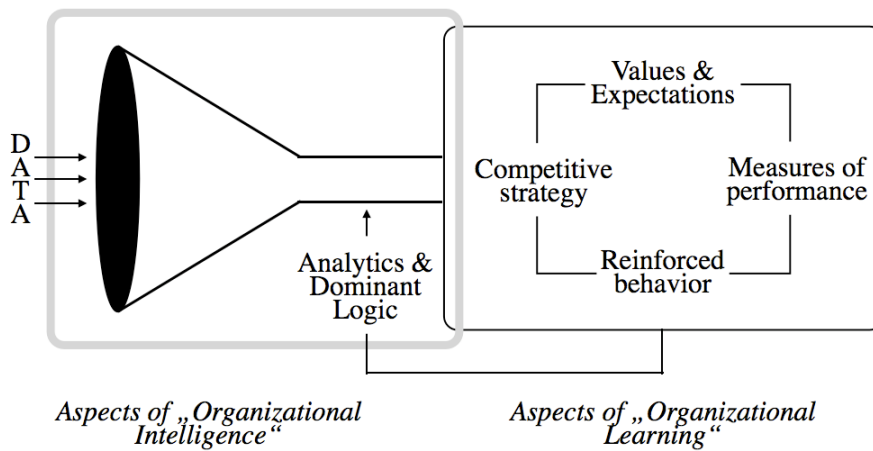 DATA
Analytics &
Dominant
Logic
Values &
Expectations
Competitive
strategy
Measures of
performance
Reinforced
behavior
Aspects of „Organizational
Intelligence“
Aspects of „Organizational
Learning“